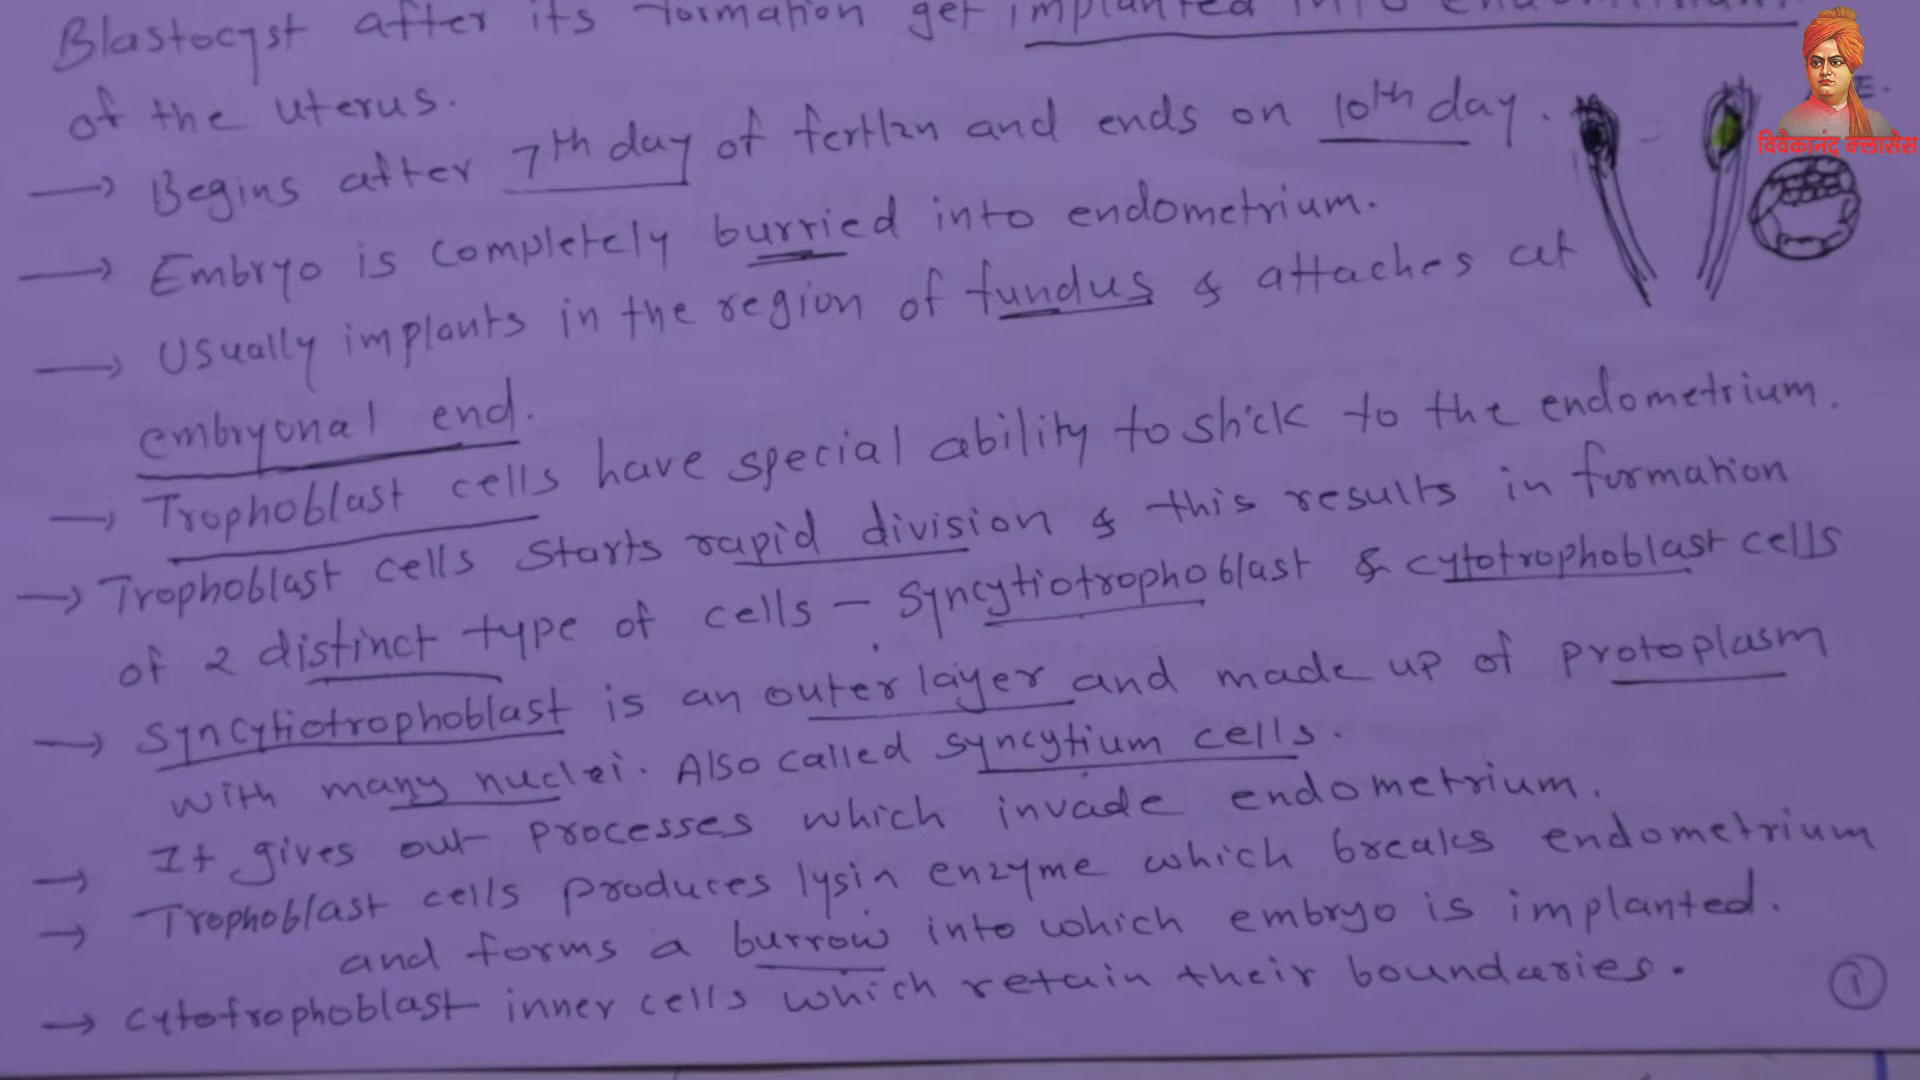 Blastocyst after its formation get implanted into endometrium
of the uterus.
→ Begins after 7th day of fertlzn and ends on 10th day.
→ Embryo is completely burried into endometrium.
→ Usually implants in the region of fundus & attaches at
embryonal end.
→ Trophoblast cells have special ability to stick to the endometrium.
→ Trophoblast cells starts rapid division & this results in formation
of 2 distinct type of cells – syncytiotrophoblast & cytotrophoblast cells
→ Syncytiotrophoblast is an outer layer and made up of protoplasm
with many nuclei. Also called syncytium cells.
→ It gives out processes which invade endometrium.
→ Trophoblast cells produces lysin enzyme which breaks endometrium
and forms a burrow into which embryo is implanted.
→ cytotrophoblast inner cells which retain their boundaries.
1
विवेकानंद क्लासेस